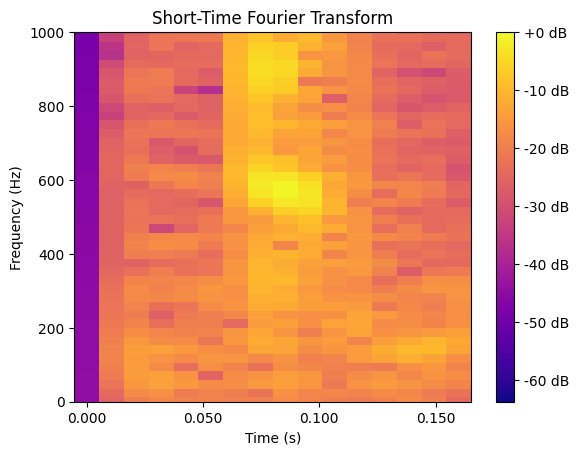 Short-Time Fourier Transform
1000
800
600
400
200
0
Frequency (Hz)
0.000
0.050
0.100
0.150
Time (s)
+0 dB
-10 dB
-20 dB
-30 dB
-40 dB
-50 dB
-60 dB